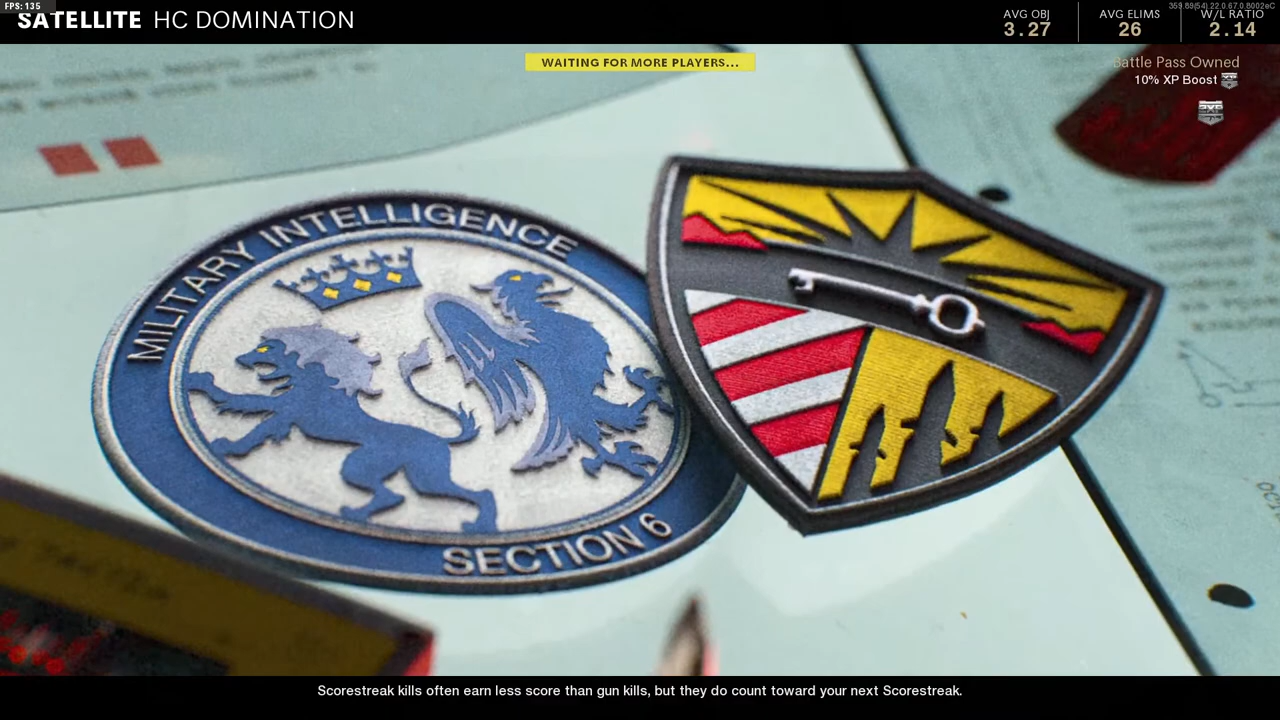 FPS: 135
SATELLITE HC DOMINATION
AVG OBJ
3.27
AVG ELIMS
26
W/L RATIO
2.14
WAITING FOR MORE PLAYERS...
Battle Pass Owned
10% XP Boost
2XP
MILITARY INTELLIGENCE
SECTION 6
Scorestreak kills often earn less score than gun kills, but they do count toward your next Scorestreak.